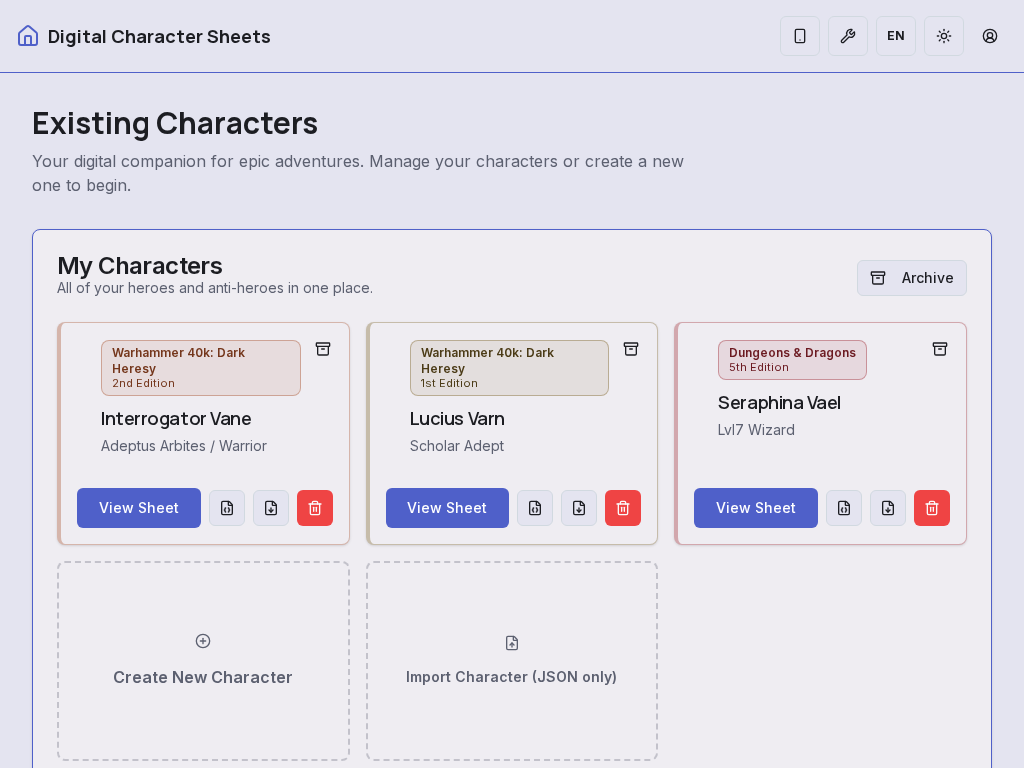 Digital Character Sheets
EN
Existing Characters
Your digital companion for epic adventures. Manage your characters or create a new
one to begin.
My Characters
All of your heroes and anti-heroes in one place.
Archive
Warhammer 40k: Dark
Heresy
2nd Edition
Interrogator Vane
Adeptus Arbites / Warrior
View Sheet
Warhammer 40k: Dark
Heresy
1st Edition
Lucius Varn
Scholar Adept
View Sheet
Dungeons & Dragons
5th Edition
Seraphina Vael
Lvl7 Wizard
View Sheet
Create New Character
Import Character (JSON only)